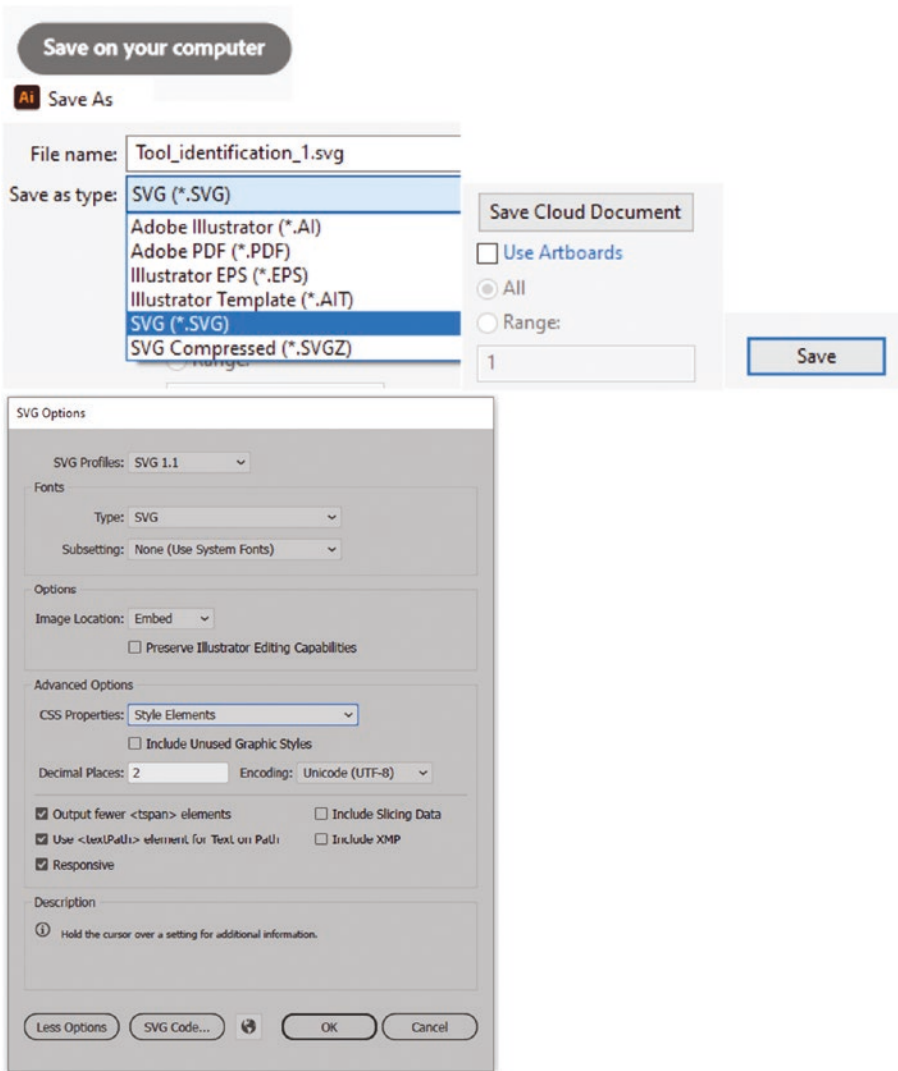 Save on your computer
Ai Save As
File name: Tool_identification_1.svg
Save as type: SVG (*.SVG)
Adobe Illustrator (*.AI)
Adobe PDF (*.PDF)
Illustrator EPS (*.EPS)
Illustrator Template (*.AIT)
SVG (*.SVG)
SVG Compressed (*.SVGZ)
Range:
Save Cloud Document
Use Artboards
All
Range:
1
Save
SVG Options
SVG Profiles: SVG 1.1
Fonts
Type: SVG
Subsetting: None (Use System Fonts)
Options
Image Location: Embed
Preserve Illustrator Editing Capabilities
Advanced Options
CSS Properties: Style Elements
Include Unused Graphic Styles
Decimal Places: 2 Encoding: Unicode (UTF-8)
Output fewer <tspan> elements Include Slicing Data
Use <textPath> element for Text on Path Include XMP
Responsive
Description
Hold the cursor over a setting for additional information.
Less Options SVG Code... OK Cancel